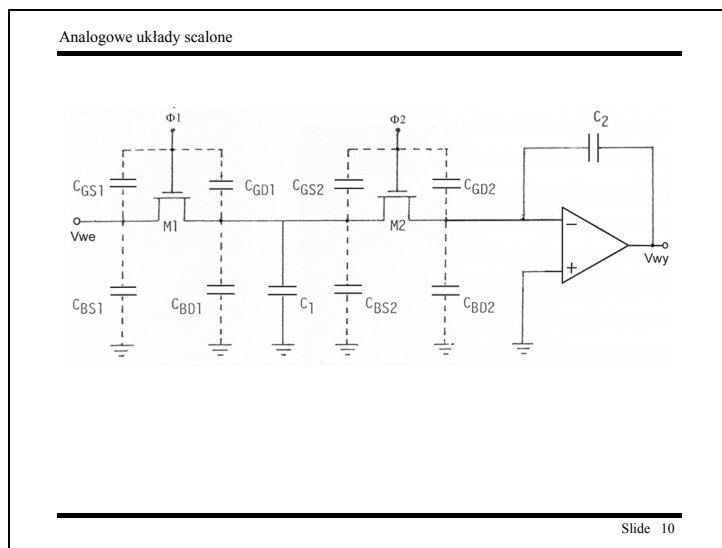 Analogowe układy scalone
Φ1 Φ2 C2
CGS1 CGD1 CGS2 CGD2
M1 M2 −
Vwe Vwy
+
CBS1 CBD1 C1 CBS2 CBD2
Slide 10